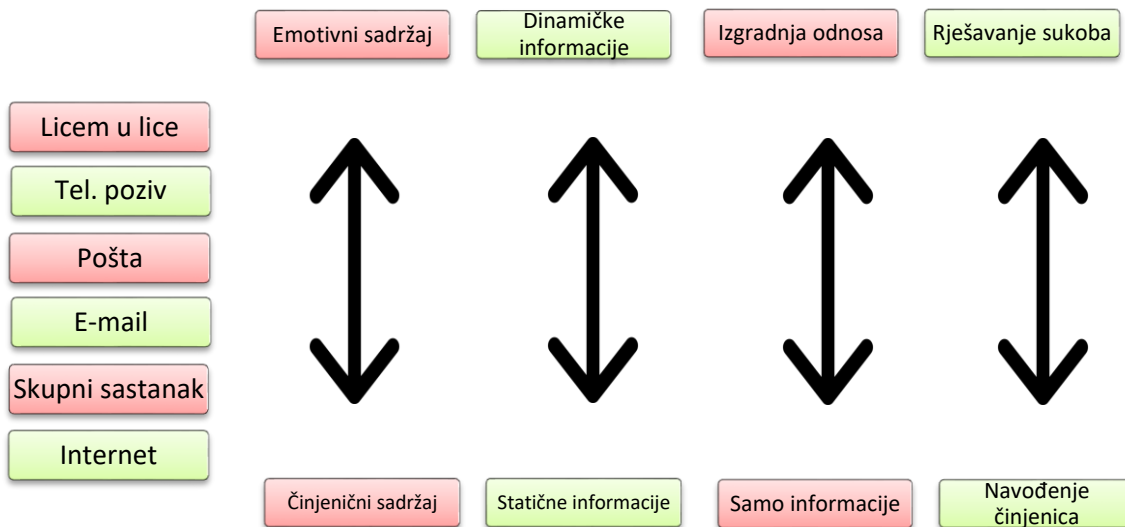 Emotivni sadržaj
Dinamičke
informacije
Izgradnja odnosa
Rješavanje sukoba
Licem u lice
Tel. poziv
Pošta
E-mail
Skupni sastanak
Internet
Činjenični sadržaj
Statične informacije
Samo informacije
Navođenje
činjenica